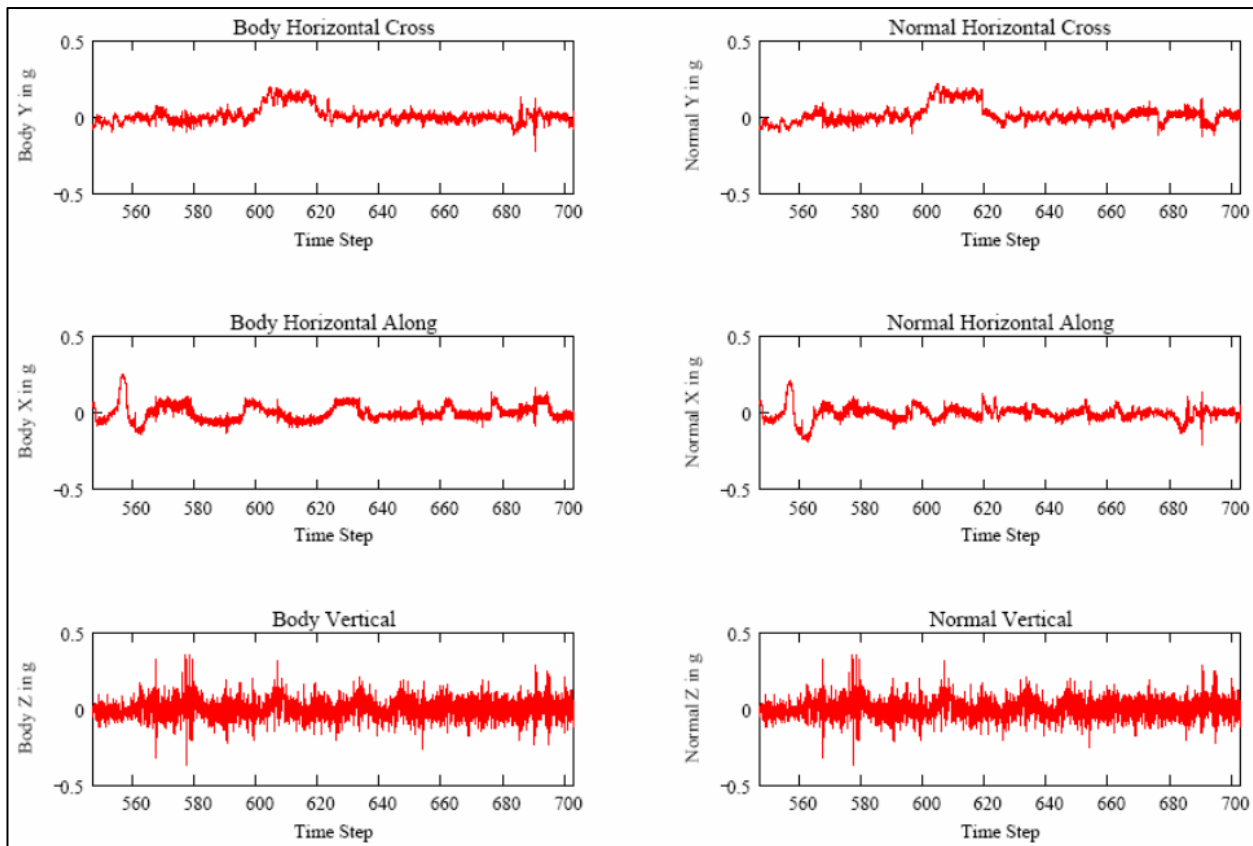 Body Horizontal Cross
0.5
0
−0.5
Body Y in g
560 580 600 620 640 660 680 700
Time Step
Normal Horizontal Cross
0.5
0
−0.5
Normal Y in g
560 580 600 620 640 660 680 700
Time Step
Body Horizontal Along
0.5
0
−0.5
Body X in g
560 580 600 620 640 660 680 700
Time Step
Normal Horizontal Along
0.5
0
−0.5
Normal X in g
560 580 600 620 640 660 680 700
Time Step
Body Vertical
0.5
0
−0.5
Body Z in g
560 580 600 620 640 660 680 700
Time Step
Normal Vertical
0.5
0
−0.5
Normal Z in g
560 580 600 620 640 660 680 700
Time Step